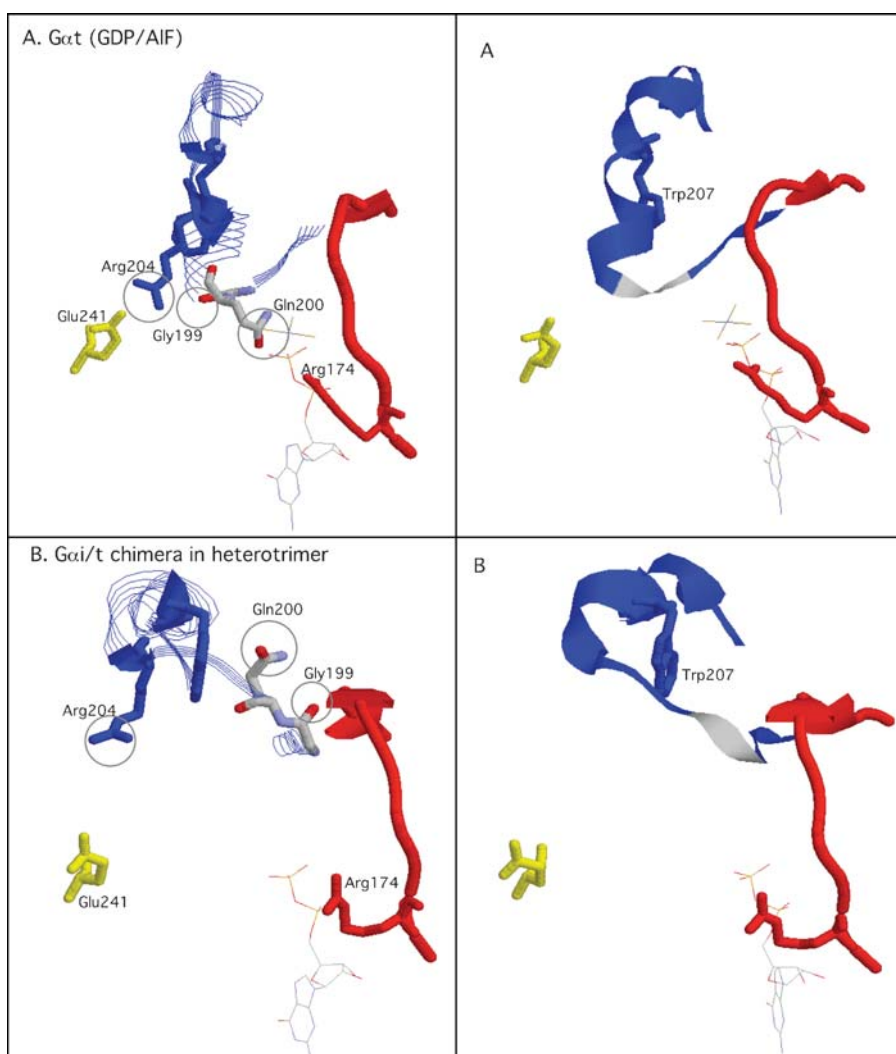 A. Gαt (GDP/AlF)
Arg204
Glu241
Gly199
Gln200
Arg174
A
Trp207
B. Gαi/t chimera in heterotrimer
Gln200
Gly199
Arg204
Glu241
Arg174
B
Trp207